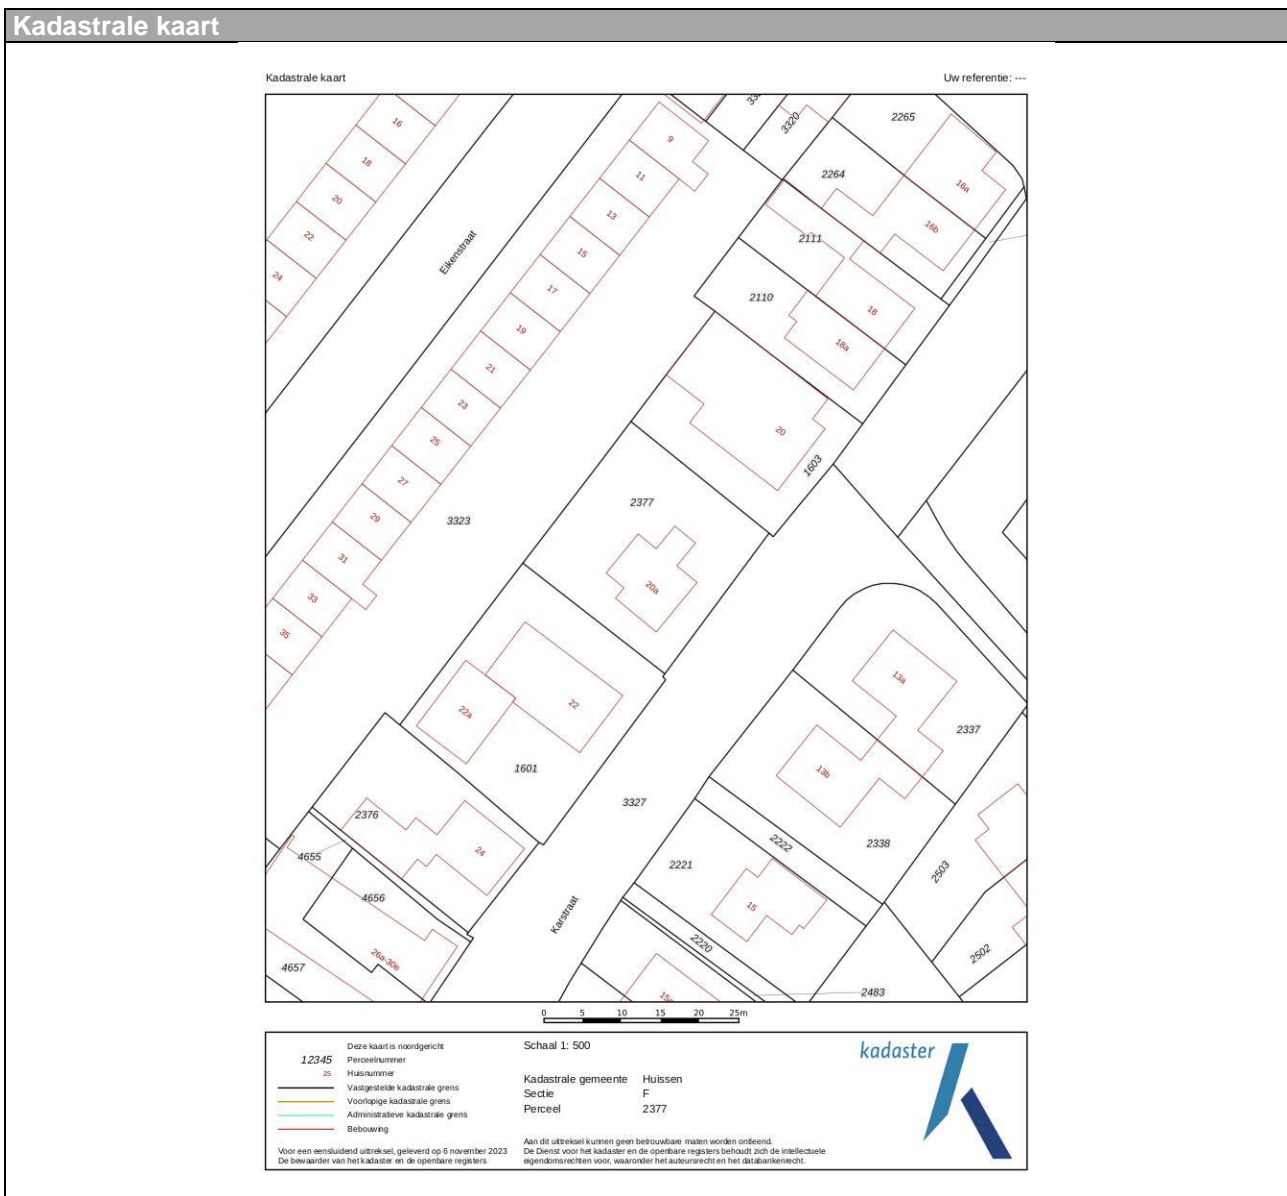 Kadastrale kaart
Kadastrale kaart
Uw referentie: ---
16
18
20
22
24
Eikenstraat
9
11
13
15
17
19
21
23
25
27
29
31
33
35
3323
3320
2265
2264
16a
16b
2111
2110
18
18a
20
1603
2377
20a
22
22a
1601
3327
13a
2337
13b
2338
2222
2221
15
2220
2503
2502
2483
2376
24
4655
4656
26a-30e
4657
Karstraat
0 5 10 15 20 25m
Deze kaart is noordgericht
12345 Perceelnummer
25 Huisnummer
Vastgestelde kadastrale grens
Voorlopige kadastrale grens
Administratieve kadastrale grens
Bebouwing
Voor een eensluidend uittreksel, geleverd op 6 november 2023
De bewaarder van het kadaster en de openbare registers
Schaal 1: 500
Kadastrale gemeente Huissen
Sectie F
Perceel 2377
Aan dit uittreksel kunnen geen betrouwbare maten worden ontleend.
De Dienst voor het kadaster en de openbare registers behoudt zich de intellectuele
eigendomsrechten voor, waaronder het auteursrecht en het databankenrecht.
kadaster